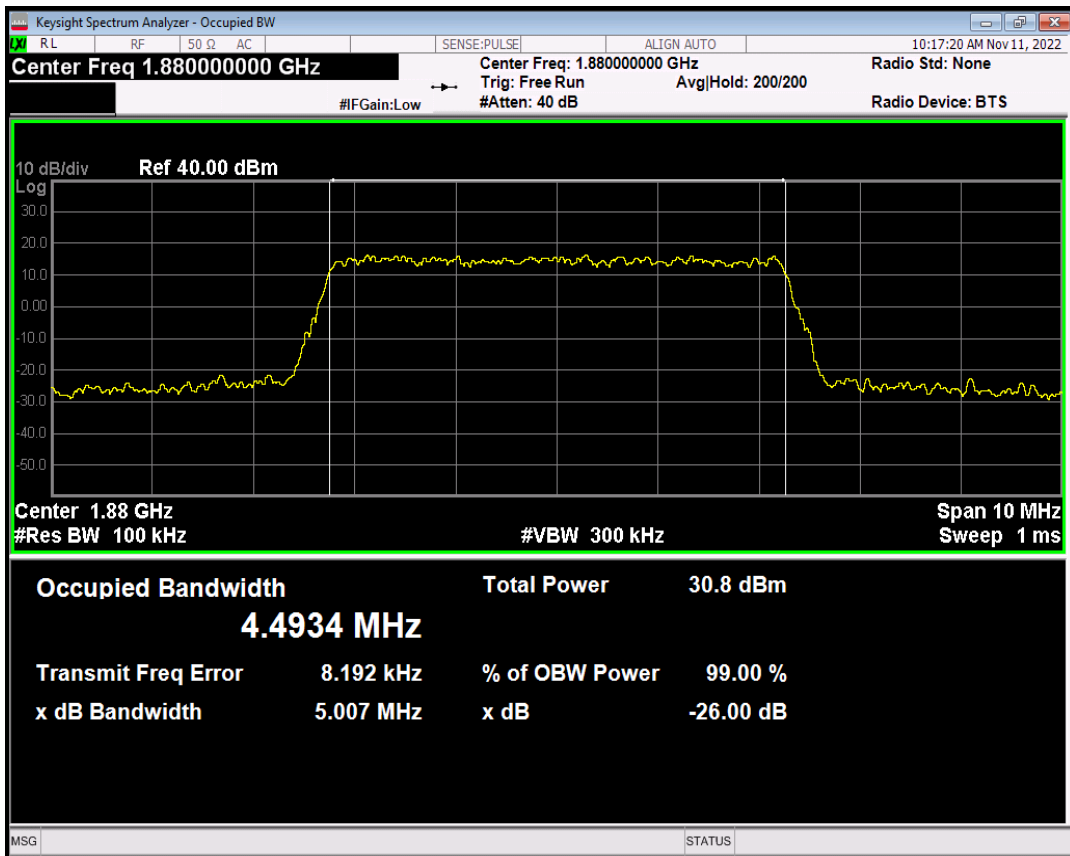 Keysight Spectrum Analyzer - Occupied BW
LXI RL RF 50 Ω AC SENSE:PULSE ALIGN AUTO 10:17:20 AM Nov 11, 2022
Center Freq 1.880000000 GHz Center Freq: 1.880000000 GHz Radio Std: None
Trig: Free Run Avg|Hold: 200/200
#IFGain:Low #Atten: 40 dB Radio Device: BTS
10 dB/div Ref 40.00 dBm
Log
30.0
20.0
10.0
0.00
-10.0
-20.0
-30.0
-40.0
-50.0
Center 1.88 GHz Span 10 MHz
#Res BW 100 kHz #VBW 300 kHz Sweep 1 ms
Occupied Bandwidth Total Power 30.8 dBm
4.4934 MHz
Transmit Freq Error 8.192 kHz % of OBW Power 99.00 %
x dB Bandwidth 5.007 MHz x dB -26.00 dB
MSG STATUS